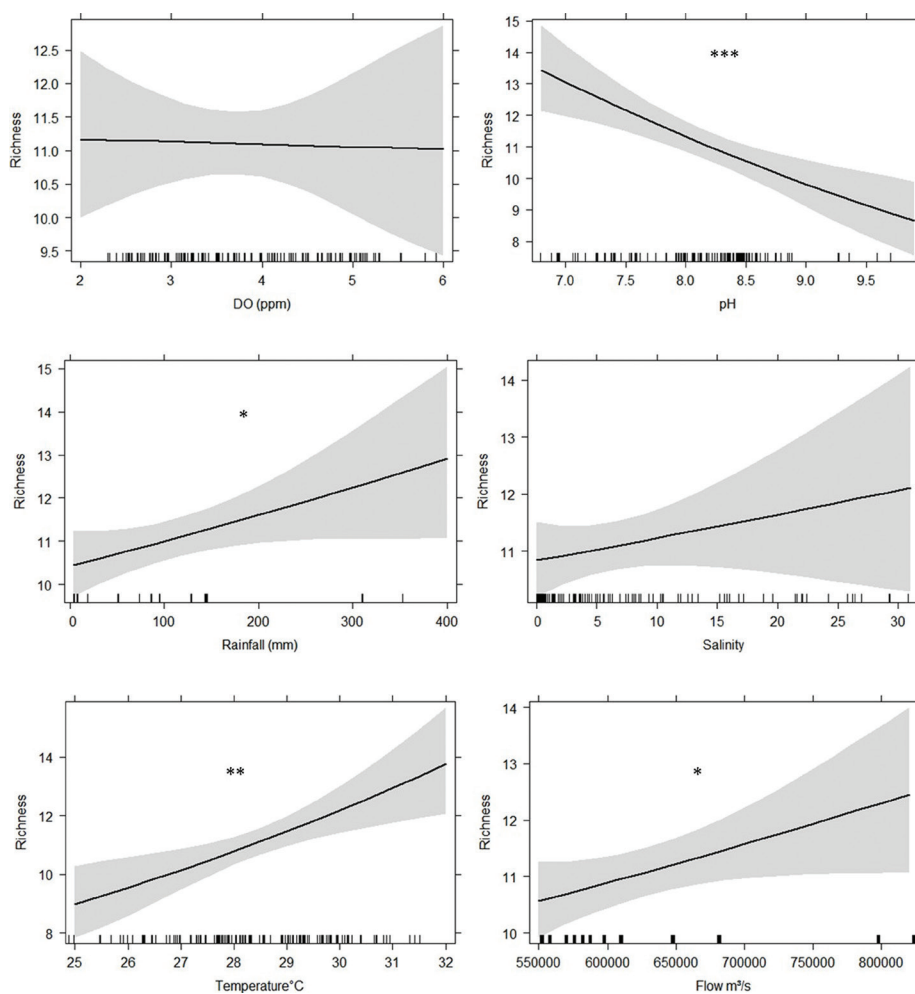 Richness
12.5
12.0
11.5
11.0
10.5
10.0
9.5
2 3 4 5 6
DO (ppm)
Richness
15
14
13
12
11
10
9
8
***
7.0 7.5 8.0 8.5 9.0 9.5
pH
Richness
15
14
13
12
11
10
*
0 100 200 300 400
Rainfall (mm)
Richness
14
13
12
11
0 5 10 15 20 25 30
Salinity
Richness
14
12
10
8
**
25 26 27 28 29 30 31 32
Temperature°C
Richness
14
13
12
11
10
*
550000 600000 650000 700000 750000 800000
Flow m³/s